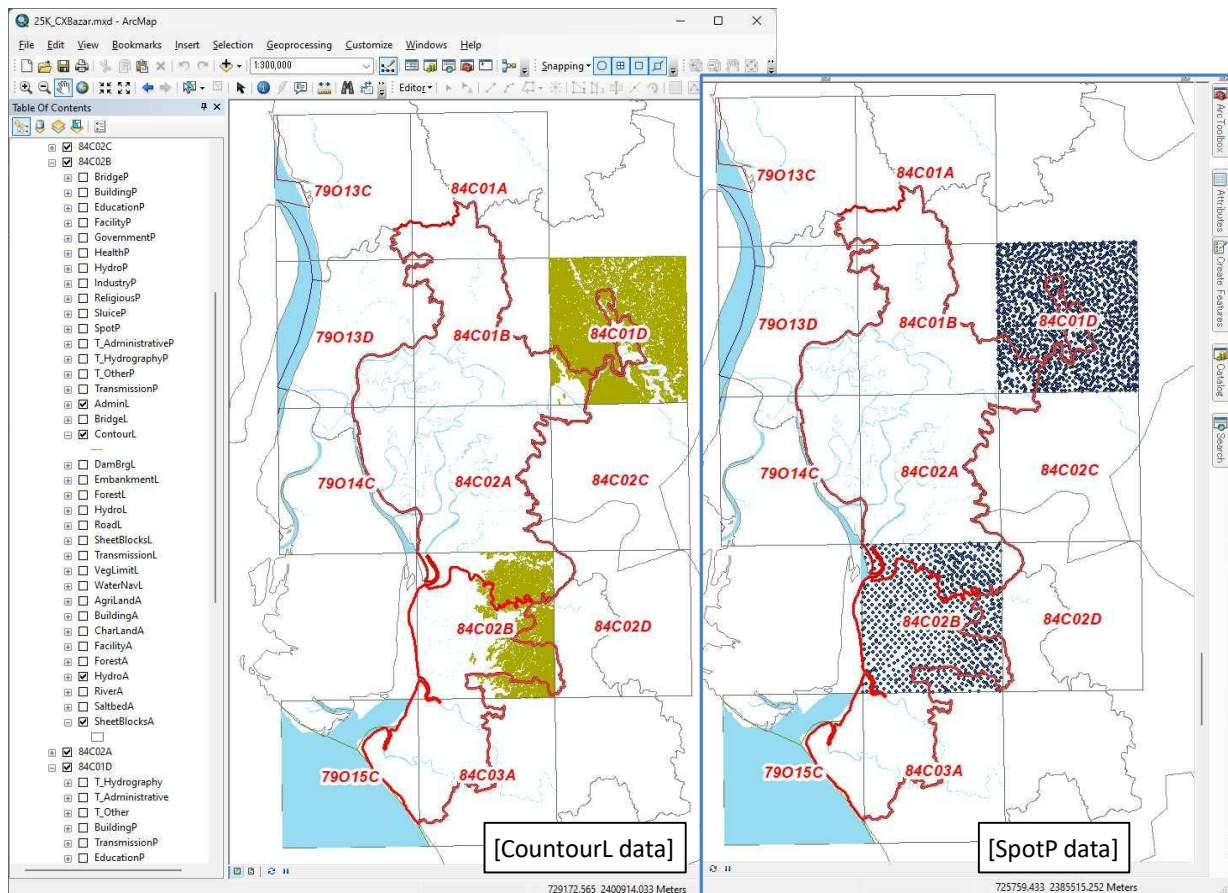 25K_CXBazar.mxd - ArcMap
File Edit View Bookmarks Insert Selection Geoprocessing Customize Windows Help
1:300,000
Snapping
Editor
Table Of Contents
84C02C
84C02B
BridgeP
BuildingP
EducationP
FacilityP
GovernmentP
HealthP
HydroP
IndustryP
ReligiousP
SluiceP
SpotP
T_AdministrativeP
T_HydrographyP
T_OtherP
TransmissionP
AdminL
BridgeL
ContourL
DamBrgL
EmbankmentL
ForestL
HydroL
RoadL
SheetBlocksL
TransmissionL
VegLimitL
WaterNavL
AgriLandA
BuildingA
CharLandA
FacilityA
ForestA
HydroA
RiverA
SaltbedA
SheetBlocksA
84C02A
84C01D
T_Hydrography
T_Administrative
T_Other
BuildingP
TransmissionP
EducationP
79O13C
84C01A
79O13D
84C01B
84C01D
79O14C
84C02A
84C02C
84C02B
84C02D
79O15C
84C03A
[CountourL data]
729172.565 2400914.033 Meters
79O13C
84C01A
79O13D
84C01B
84C01D
79O14C
84C02A
84C02C
84C02B
84C02D
79O15C
84C03A
[SpotP data]
725759.433 2385515.252 Meters
ArcToolbox
Attributes
Create Features
Catalog
Search